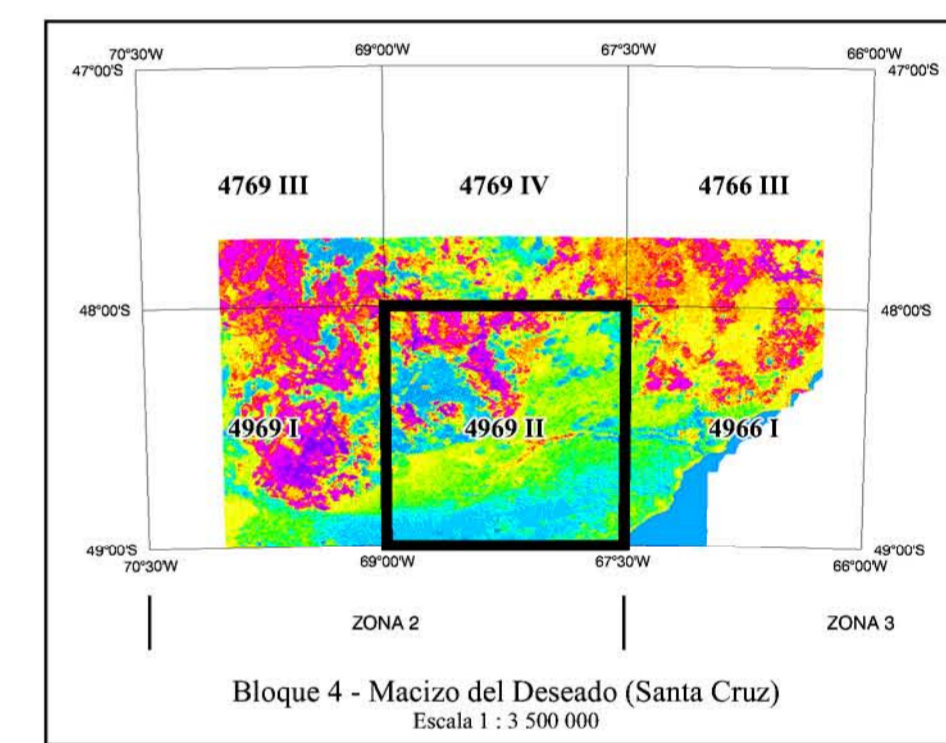 70°30'W 69°00'W 67°30'W 66°00'W
47°00'S 47°00'S
4769 III 4769 IV 4766 III
48°00'S 48°00'S
4969 I 4969 II 4966 I
49°00'S 49°00'S
70°30'W 69°00'W 67°30'W 66°00'W
ZONA 2 ZONA 3
Bloque 4 - Macizo del Deseado (Santa Cruz)
Escala 1 : 3 500 000